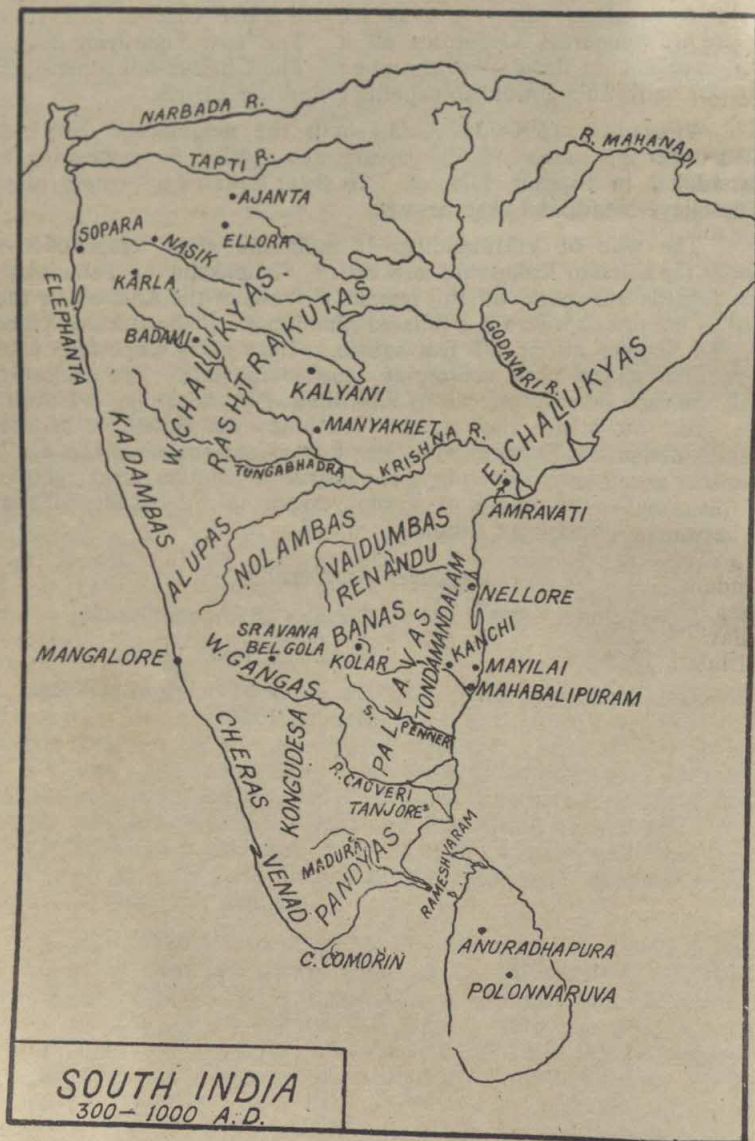 NARBADA R.
R. MAHANADI
TAPTI R.
AJANTA
SOPARA
NASIK
ELLORA
KARLA
ELEPHANTA
W. CHALUKYAS.
RASHTRAKUTAS
GODAVARI R.
BADAMI
KALYANI
E. CHALUKYAS
MANYAKHET
KADAMBAS
TUNGABHADRA
KRISHNA R.
AMRAVATI
ALUPAS
NOLAMBAS
VAIDUMBAS
RENANDU
NELLORE
TONDAMANDALAM
SRAVANA
BELGOLA
BANAS
KOLAR
KANCHI
MANGALORE
W. GANGAS
PALLAVAS
MAYILAI
MAHABALIPURAM
S. PENNER
CHERAS
KONGUDESA
R. CAUVERI
TANJORE
MADURA
RAMESHVARAM
VENAD
PANDYAS
ANURADHAPURA
C. COMORIN
POLONNARUVA
SOUTH INDIA
300-1000 A.D.